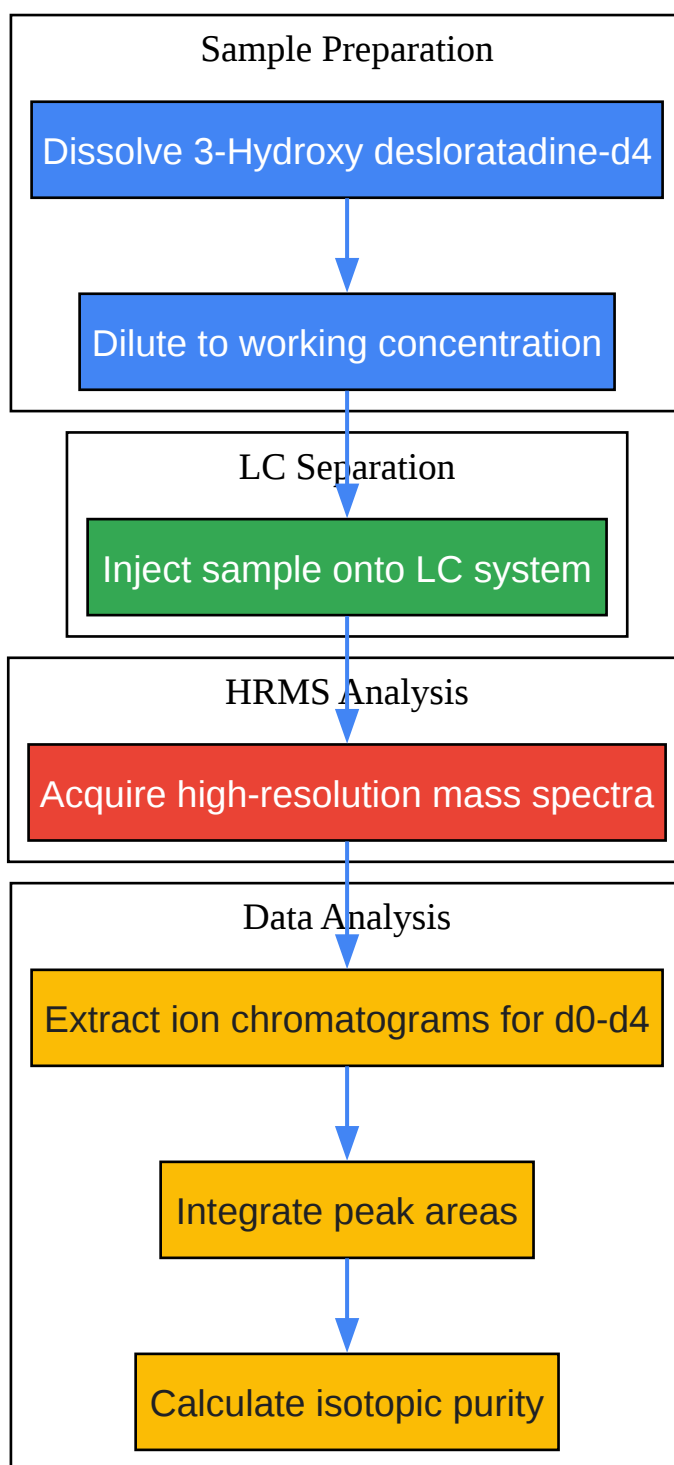 Sample Preparation
Dissolve 3-Hydroxy desloratadine-d4
Dilute to working concentration
LC Separation
Inject sample onto LC system
HRMS Analysis
Acquire high-resolution mass spectra
Data Analysis
Extract ion chromatograms for d0-d4
Integrate peak areas
Calculate isotopic purity